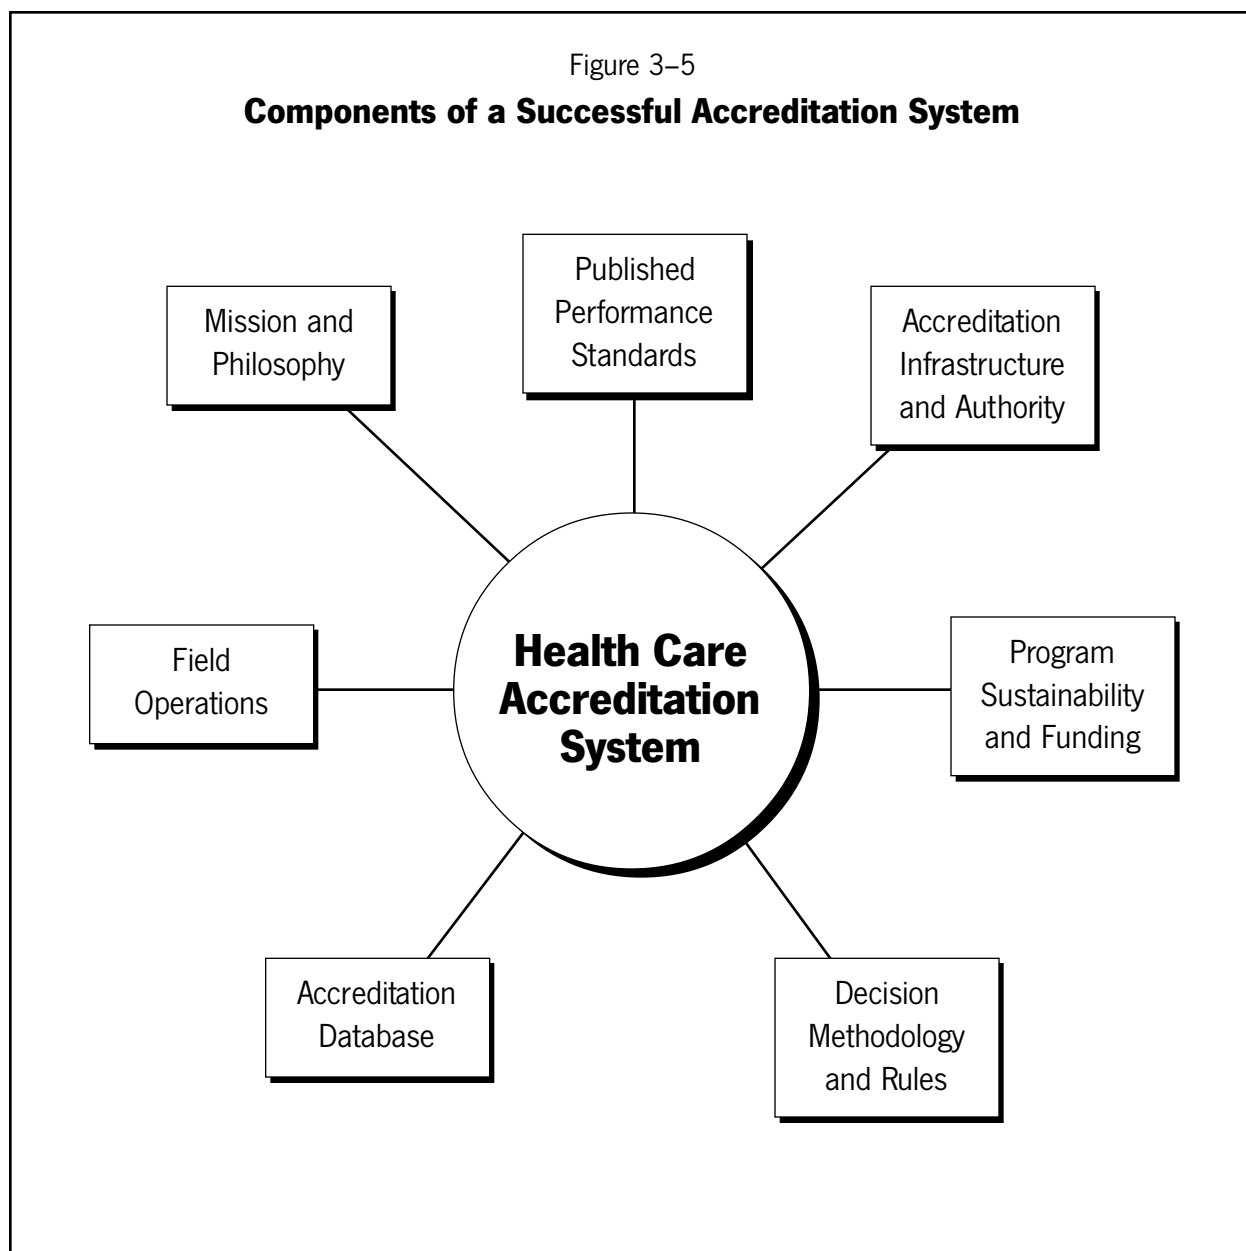 Figure 3–5
Components of a Successful Accreditation System
Mission and
Philosophy
Published
Performance
Standards
Accreditation
Infrastructure
and Authority
Field
Operations
Health Care
Accreditation
System
Program
Sustainability
and Funding
Accreditation
Database
Decision
Methodology
and Rules